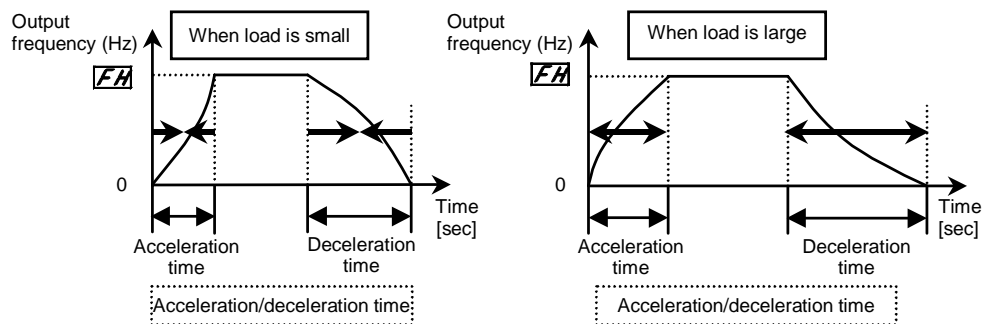 Output
frequency (Hz)
When load is small
FH
0
Time
[sec]
Acceleration
time
Deceleration
time
Acceleration/deceleration time
Output
frequency (Hz)
When load is large
FH
0
Time
[sec]
Acceleration
time
Deceleration
time
Acceleration/deceleration time